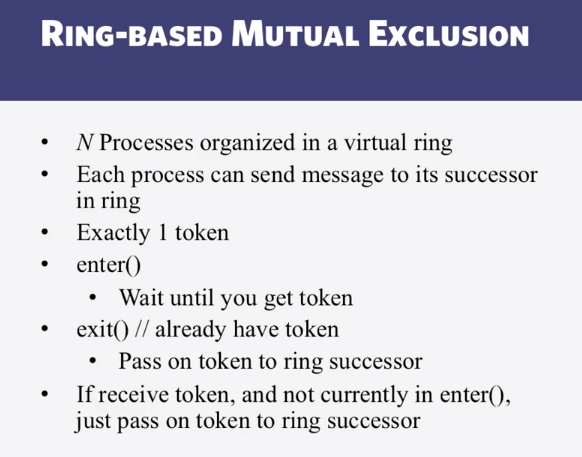 RING-BASED MUTUAL EXCLUSION
• N Processes organized in a virtual ring
• Each process can send message to its successor
in ring
• Exactly 1 token
• enter()
• Wait until you get token
• exit() // already have token
• Pass on token to ring successor
• If receive token, and not currently in enter(),
just pass on token to ring successor